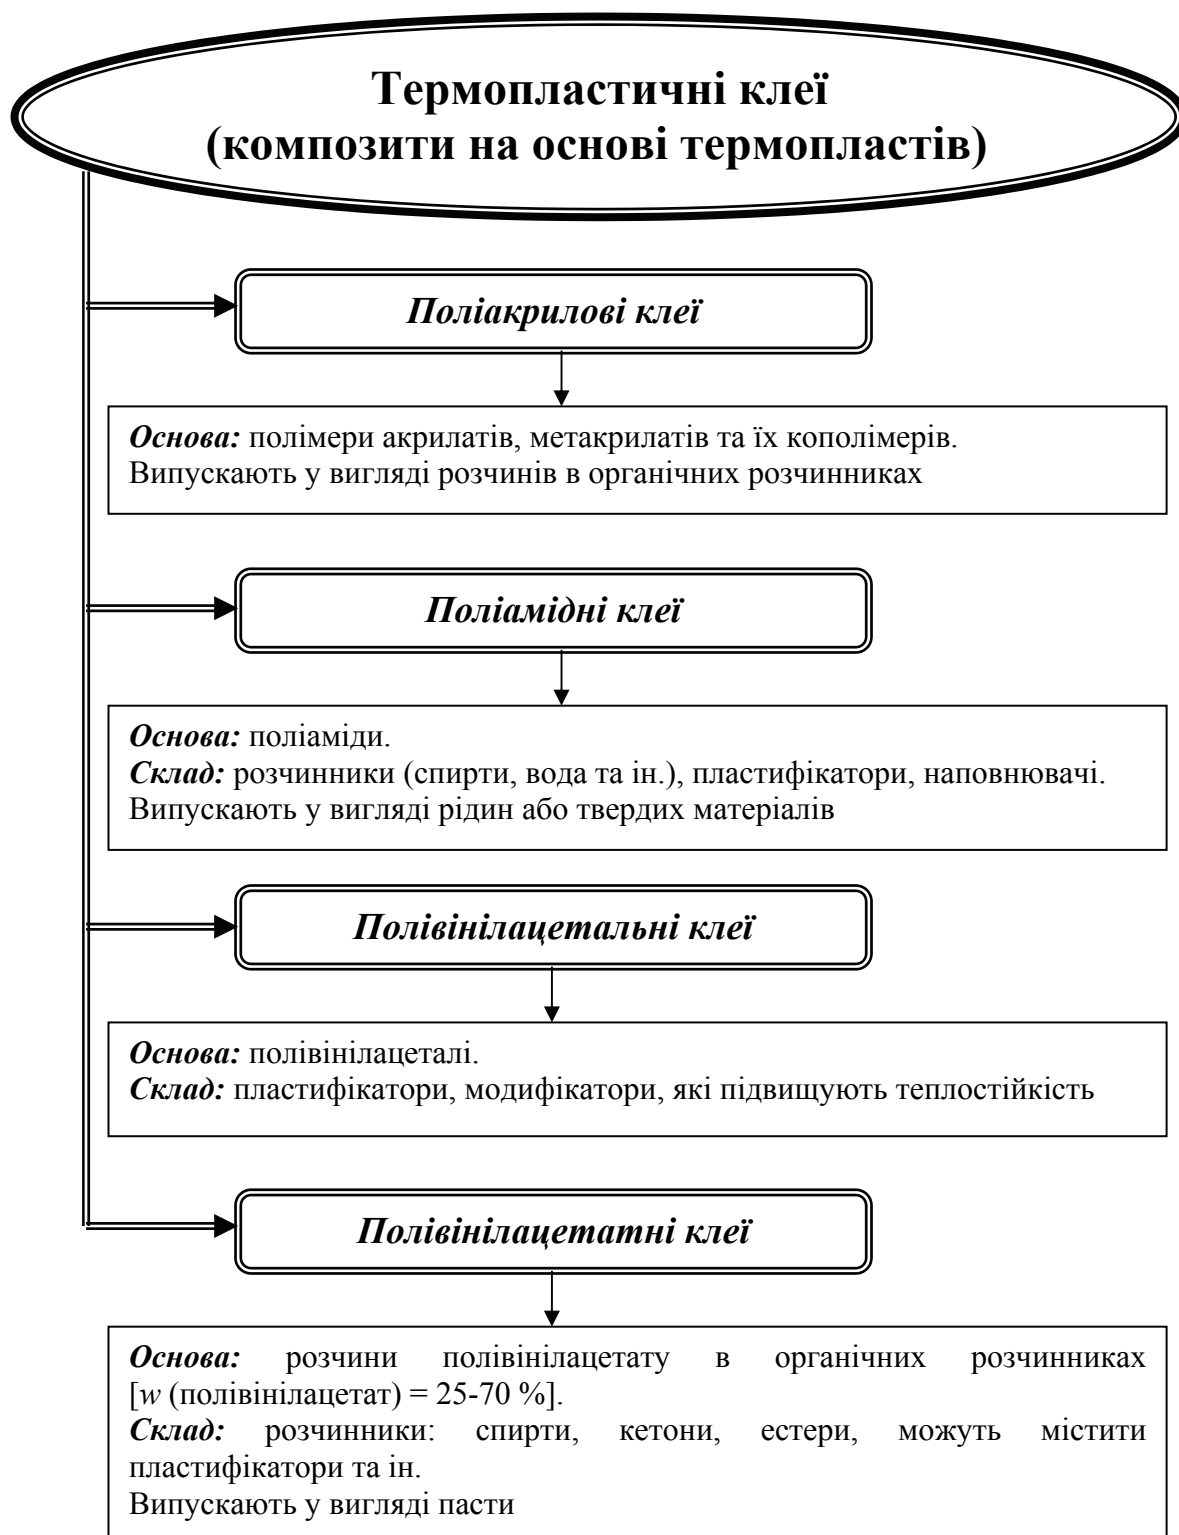 Термопластичні клеї
(композити на основі термопластів)
Поліакрилові клеї
Основа: полімери акрилатів, метакрилатів та їх кополімерів.
Випускають у вигляді розчинів в органічних розчинниках
Поліамідні клеї
Основа: поліаміди.
Склад: розчинники (спирти, вода та ін.), пластифікатори, наповнювачі.
Випускають у вигляді рідин або твердих матеріалів
Полівінілацетальні клеї
Основа: полівінілацеталі.
Склад: пластифікатори, модифікатори, які підвищують теплостійкість
Полівінілацетатні клеї
Основа: розчини полівінілацетату в органічних розчинниках
[w (полівінілацетат) = 25-70 %].
Склад: розчинники: спирти, кетони, естери, можуть містити
пластифікатори та ін.
Випускають у вигляді пасти